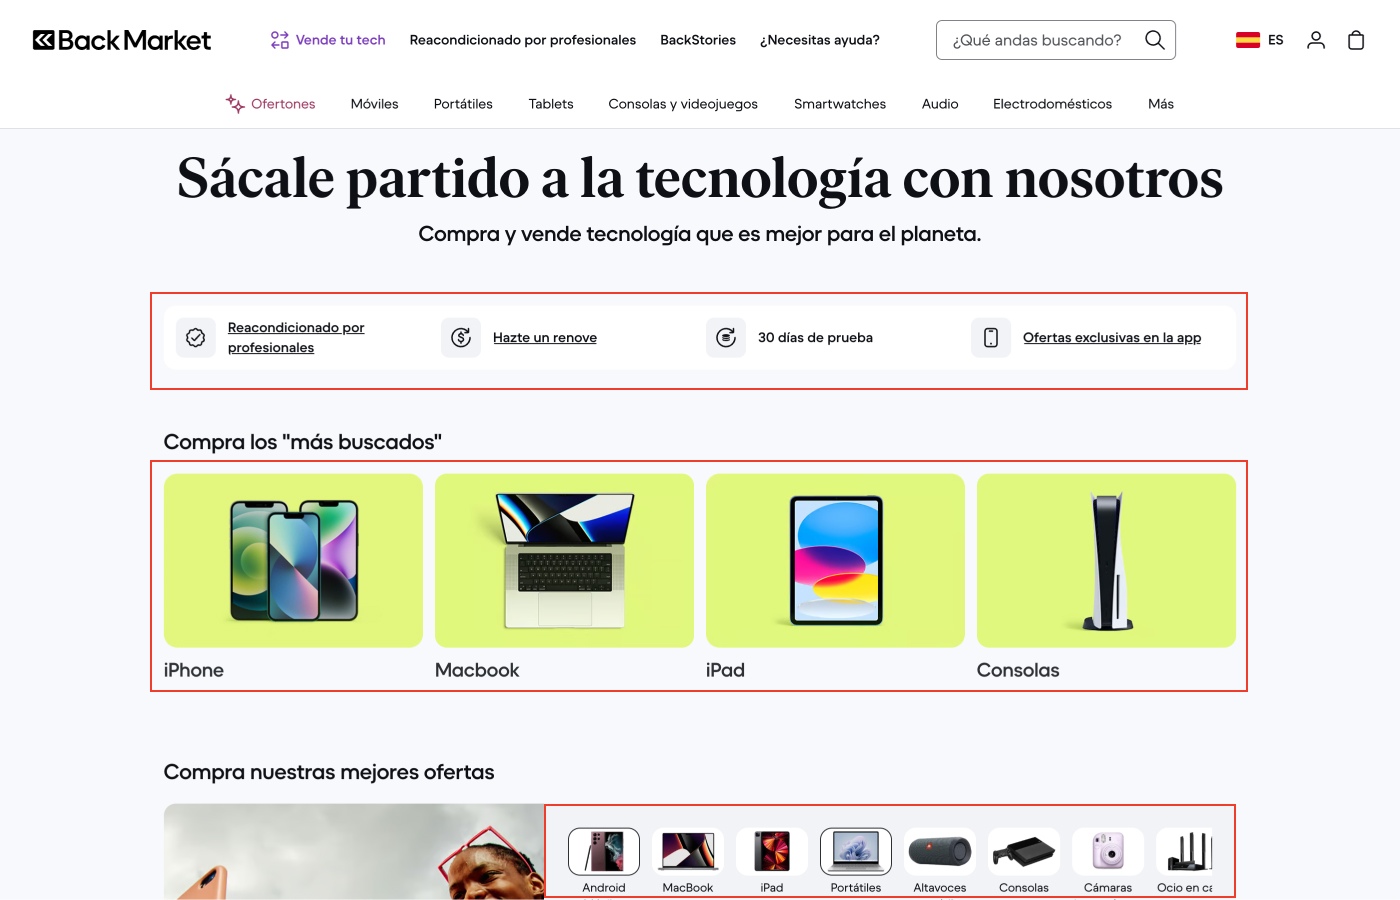 Back Market
Vende tu tech
Reacondicionado por profesionales
BackStories
¿Necesitas ayuda?
¿Qué andas buscando?
ES
Ofertones
Móviles
Portátiles
Tablets
Consolas y videojuegos
Smartwatches
Audio
Electrodomésticos
Más
Sácale partido a la tecnología con nosotros
Compra y vende tecnología que es mejor para el planeta.
Reacondicionado por
profesionales
Hazte un renove
30 días de prueba
Ofertas exclusivas en la app
Compra los "más buscados"
iPhone
Macbook
iPad
Consolas
Compra nuestras mejores ofertas
Android
MacBook
iPad
Portátiles
Altavoces
Consolas
Cámaras
Ocio en ca